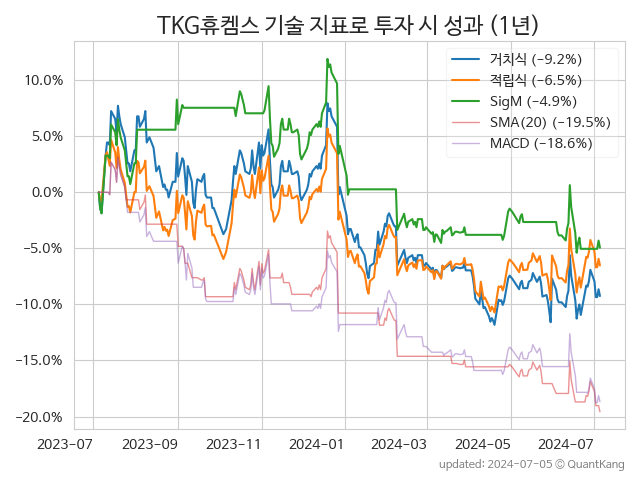 TKG휴켐스 기술 지표로 투자 시 성과 (1년)
10.0%
5.0%
0.0%
−5.0%
−10.0%
−15.0%
−20.0%
거치식 (−9.2%)
적립식 (−6.5%)
SigM (−4.9%)
SMA(20) (−19.5%)
MACD (−18.6%)
2023-07 2023-09 2023-11 2024-01 2024-03 2024-05 2024-07
updated: 2024-07-05 © QuantKang